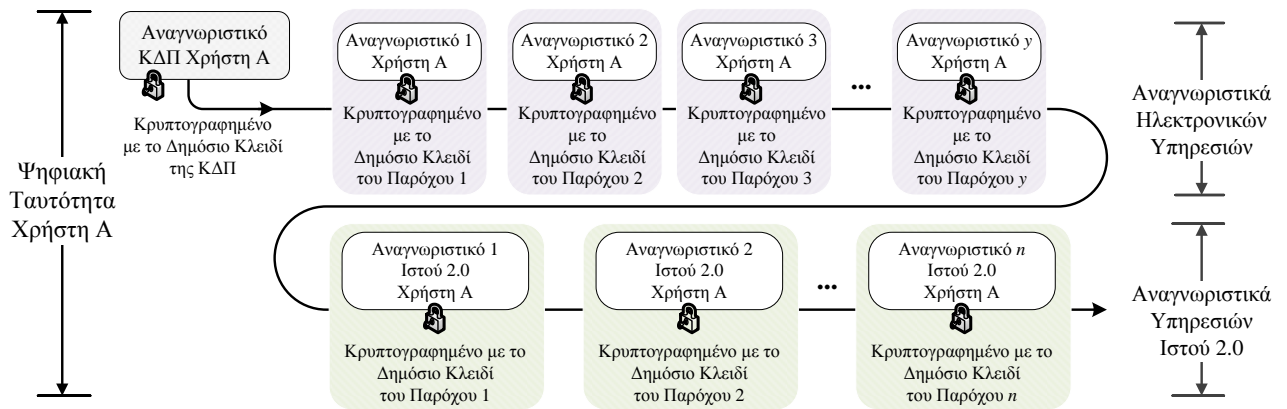 Ψηφιακή
Ταυτότητα
Χρήστη Α
Αναγνωριστικό
ΚΔΠ Χρήστη Α
Κρυπτογραφημένο
με το Δημόσιο Κλειδί
της ΚΔΠ
Αναγνωριστικό 1
Χρήστη Α
Κρυπτογραφημένο
με το
Δημόσιο Κλειδί
του Παρόχου 1
Αναγνωριστικό 2
Χρήστη Α
Κρυπτογραφημένο
με το
Δημόσιο Κλειδί
του Παρόχου 2
Αναγνωριστικό 3
Χρήστη Α
Κρυπτογραφημένο
με το
Δημόσιο Κλειδί
του Παρόχου 3
...
Αναγνωριστικό y
Χρήστη Α
Κρυπτογραφημένο
με το
Δημόσιο Κλειδί
του Παρόχου y
Αναγνωριστικά
Ηλεκτρονικών
Υπηρεσιών
Αναγνωριστικό 1
Ιστού 2.0
Χρήστη Α
Κρυπτογραφημένο με το
Δημόσιο Κλειδί
του Παρόχου 1
Αναγνωριστικό 2
Ιστού 2.0
Χρήστη Α
Κρυπτογραφημένο με το
Δημόσιο Κλειδί
του Παρόχου 2
...
Αναγνωριστικό n
Ιστού 2.0
Χρήστη Α
Κρυπτογραφημένο με το
Δημόσιο Κλειδί
του Παρόχου n
Αναγνωριστικά
Υπηρεσιών
Ιστού 2.0